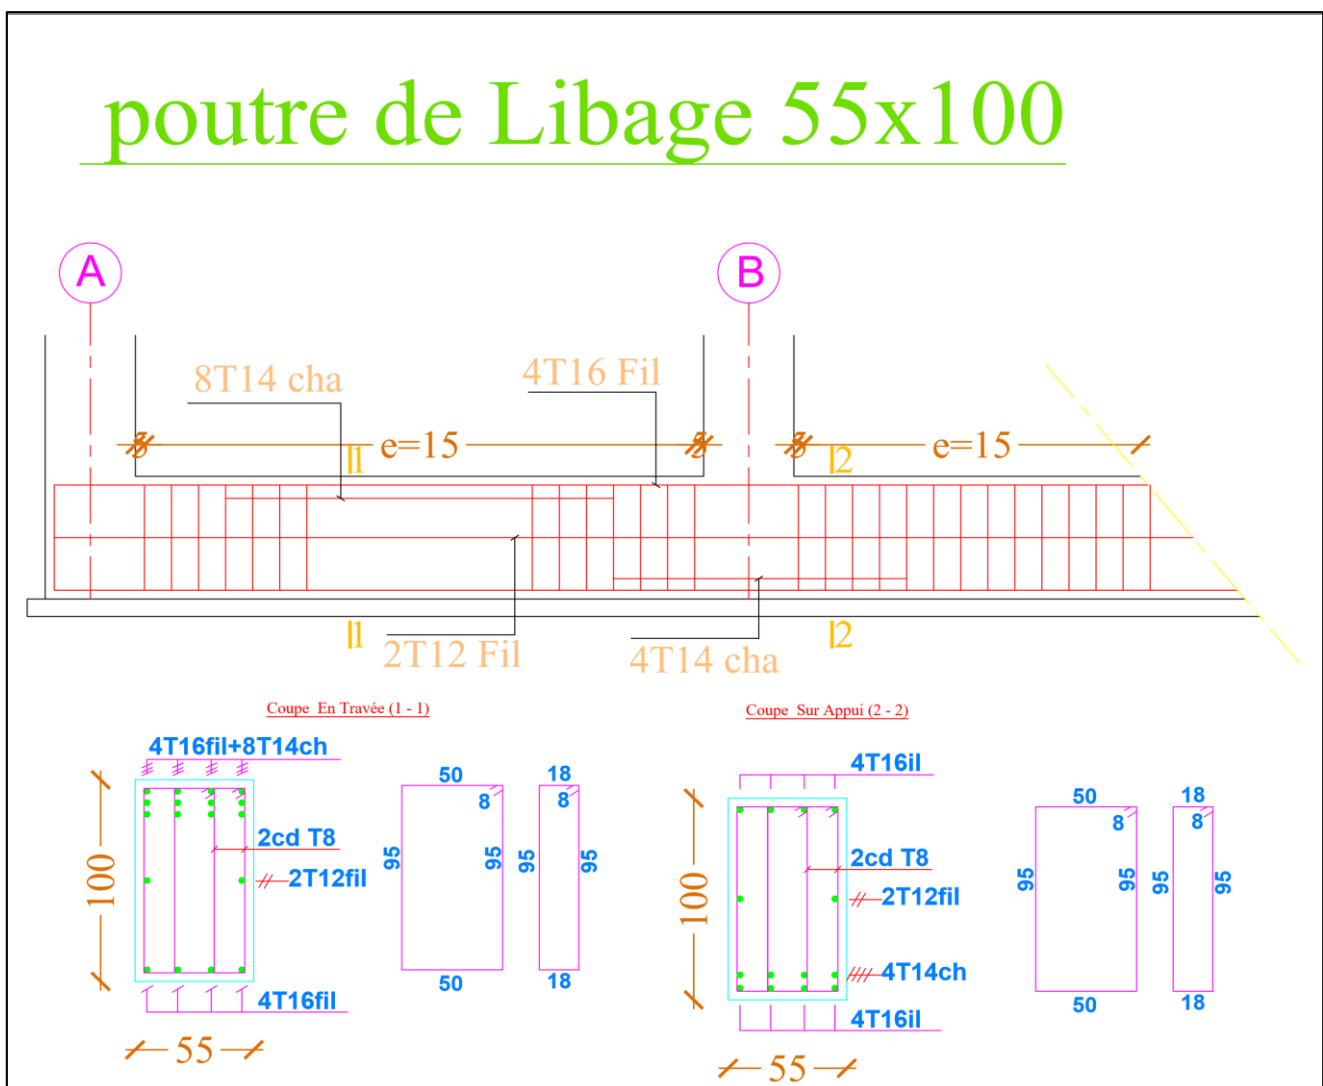 poutre de Libage 55x100
A
B
8T14 cha
4T16 Fil
5
e=15
5
5
e=15
1
2
1
2
2T12 Fil
4T14 cha
Coupe En Travée (1 - 1)
Coupe Sur Appui (2 - 2)
4T16fil+8T14ch
100
2cd T8
2T12fil
4T16fil
55
50
8
95
95
50
18
8
95
95
18
4T16il
100
2cd T8
2T12fil
4T14ch
4T16il
55
50
8
95
95
50
18
8
95
95
18